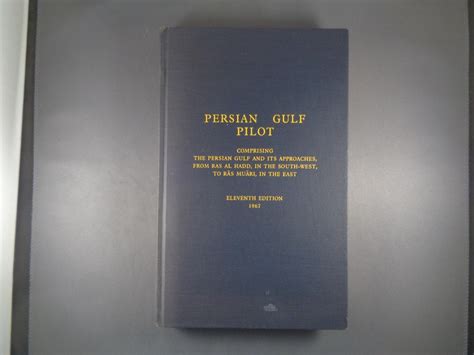 PERSIAN GULF
PILOT
COMPRISING
THE PERSIAN GULF AND ITS APPROACHES,
FROM RAS AL HADD, IN THE SOUTH-WEST,
TO RÂS MUÂRI, IN THE EAST
ELEVENTH EDITION
1967